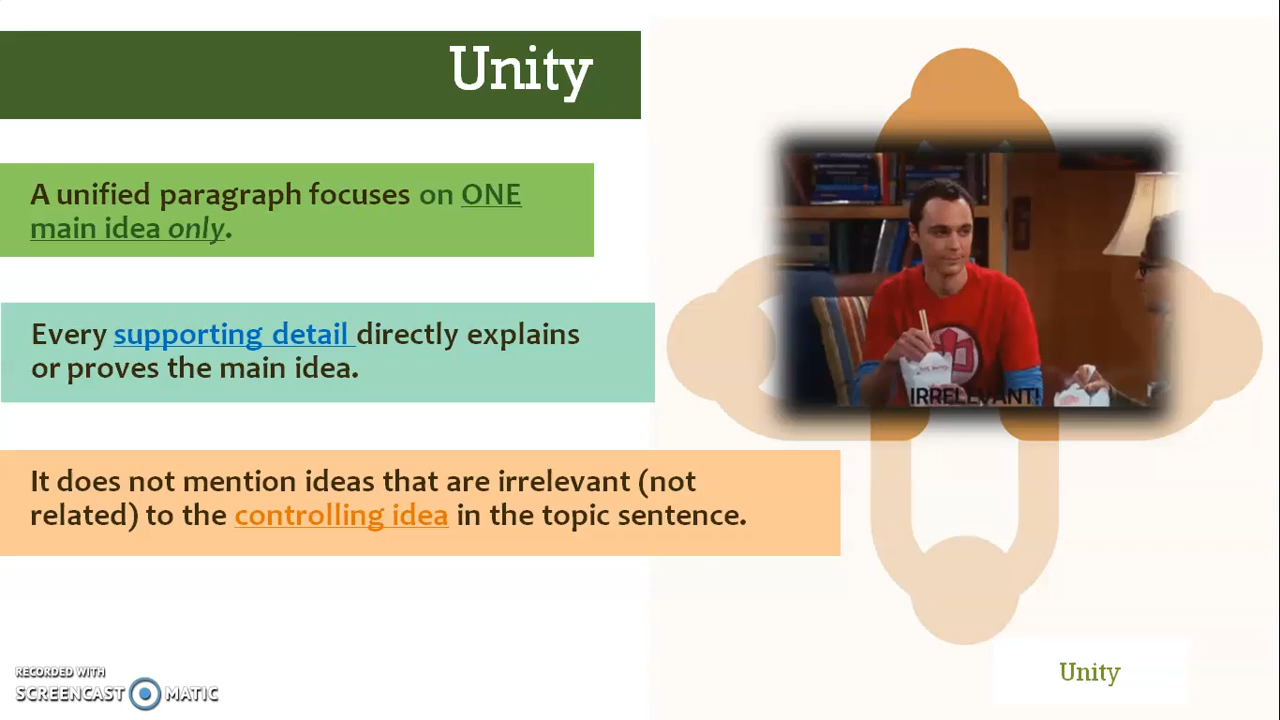 Unity
A unified paragraph focuses on ONE
main idea only.
Every supporting detail directly explains
or proves the main idea.
It does not mention ideas that are irrelevant (not
related) to the controlling idea in the topic sentence.
IRRELEVANT!
Unity
RECORDED WITH
SCREENCAST MATIC